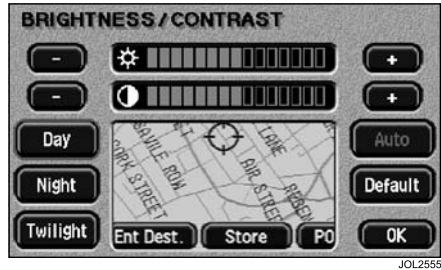 BRIGHTNESS/CONTRAST
- +
- +
Day
Auto
Night
Default
Twilight
OK
SAVILE ROW
CORK STREET
LANE
AIR STREET
REGEN
Ent Dest.
Store
PO
JOL2555